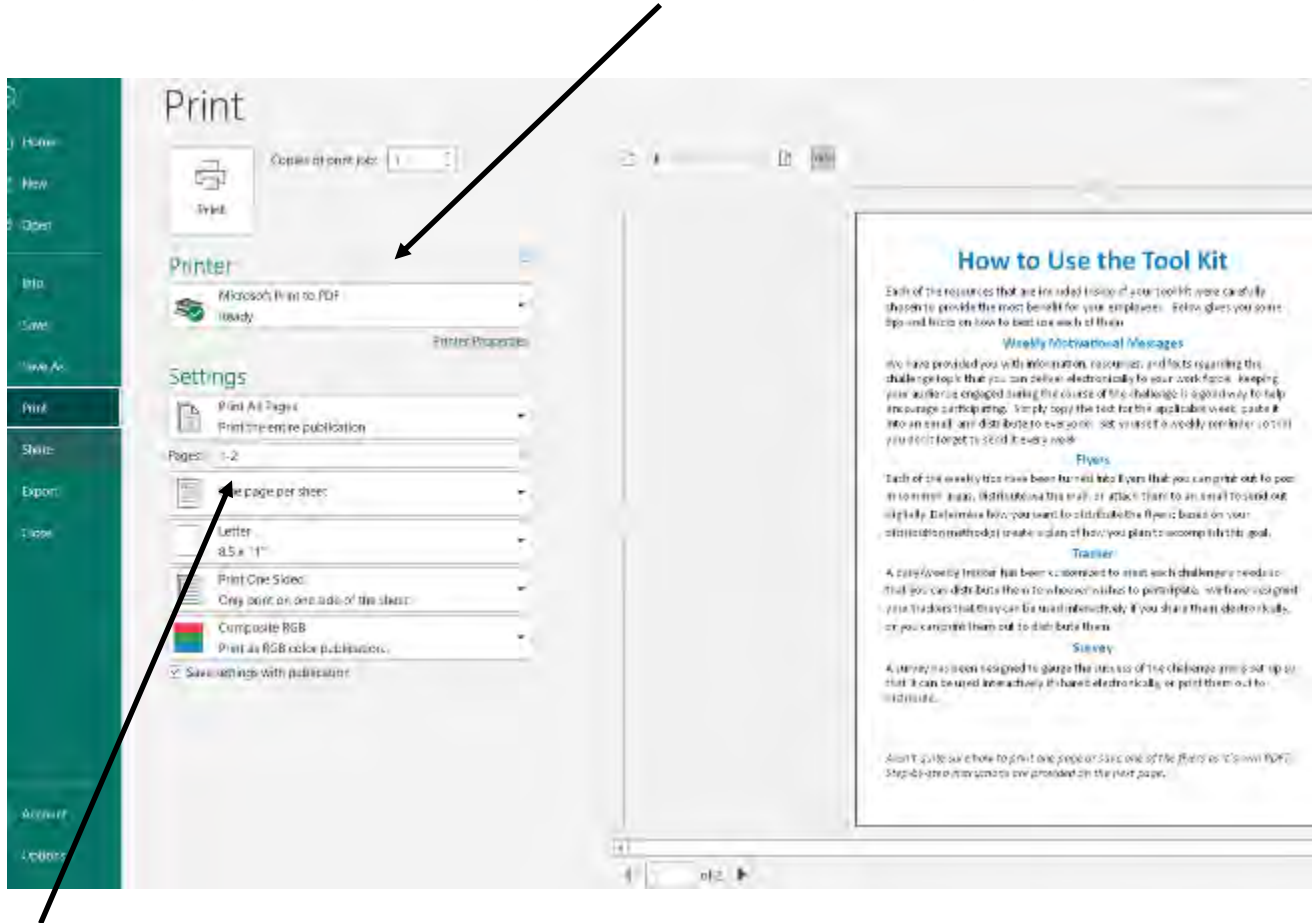 Print
Home
New
Open
Info
Save
Save As
Print
Share
Export
Close
Account
Options
Copies of print job: 1
Print
Printer
Microsoft Print to PDF
Ready
Printer Properties
Settings
Print All Pages
Print the entire publication
Pages: 1-2
page per sheet
Letter
8.5 x 11"
Print One Sided
Only print on one side of the sheet
Composite RGB
Print as RGB color publication.
Save settings with publication
How to Use the Tool Kit
Each of the resources that are included inside of your tool kit were carefully
chosen to provide the most benefit for your employees. Below gives you some
tips and tricks on how to best use each of them
Weekly Motivational Messages
We have provided you with information, resources, and facts regarding the
challenge topic that you can deliver electronically to your work force. Keeping
your audience engaged during the course of the challenge is a good way to help
encourage participating. Simply copy the text for the applicable week, paste it
into an email, and distribute to everyone. Set yourself a weekly reminder so that
you don't forget to send it every week
Flyers
Each of the weekly tips have been turned into flyers that you can print out to post
in common areas, distribute via the mail, or attach them to an email to send out
digitally. Determine how you want to distribute the flyers; based on your
distribution method(s) create a plan of how you plan to accomplish this goal.
Tracker
A daily/weekly tracker has been customized to meet each challenge's needs so
that you can distribute them to whoever wishes to participate. We have designed
your trackers that they can be used interactively if you share them electronically,
or you can print them out to distribute them.
Survey
A survey has been designed to gauge the success of the challenge and is set up so
that it can be used interactively if shared electronically, or print them out to
distribute.
Aren't quite sure how to print one page or save one of the flyers as it's own PDF?
Step-by-step instructions are provided on the next page.
of 2